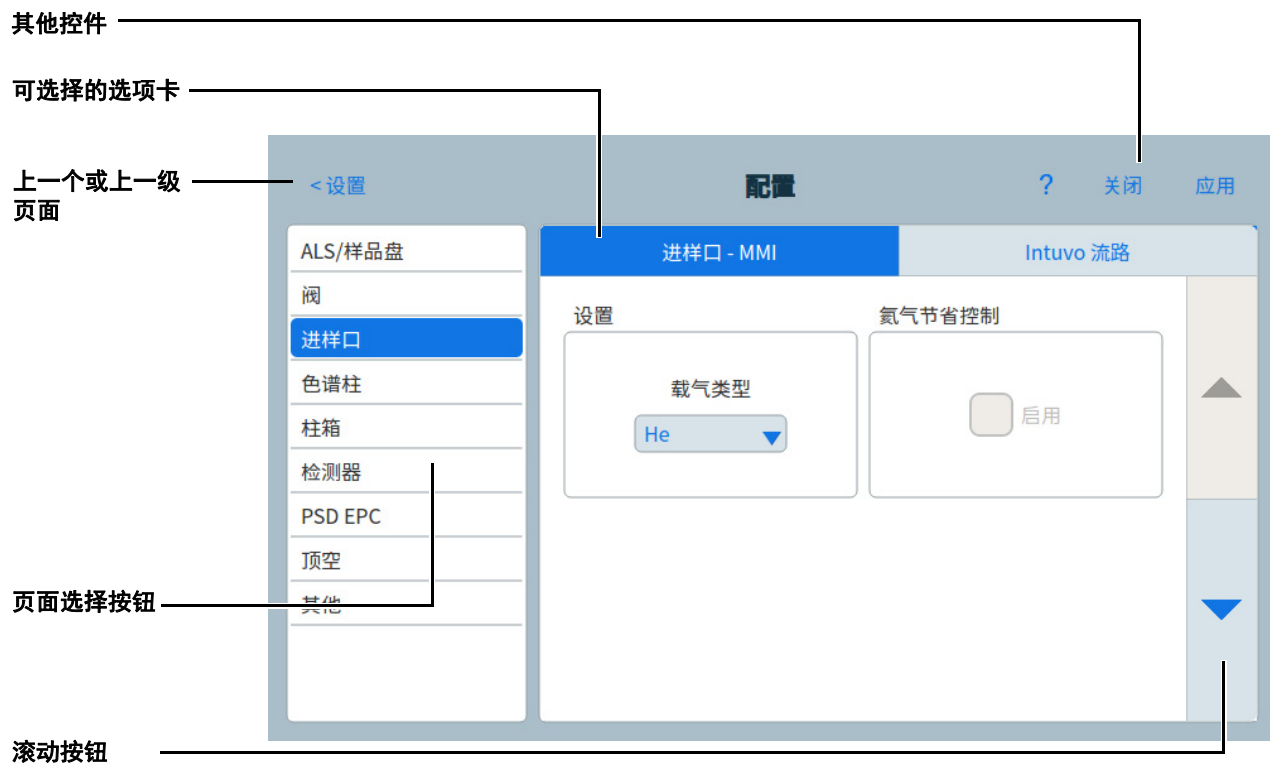 其他控件
可选择的选项卡
上一个或上一级
页面
< 设置
配置
?
关闭
应用
ALS/样品盘
阀
进样口
色谱柱
柱箱
检测器
PSD EPC
顶空
其他
进样口 - MMI
Intuvo 流路
设置
氦气节省控制
载气类型
He
启用
页面选择按钮
滚动按钮